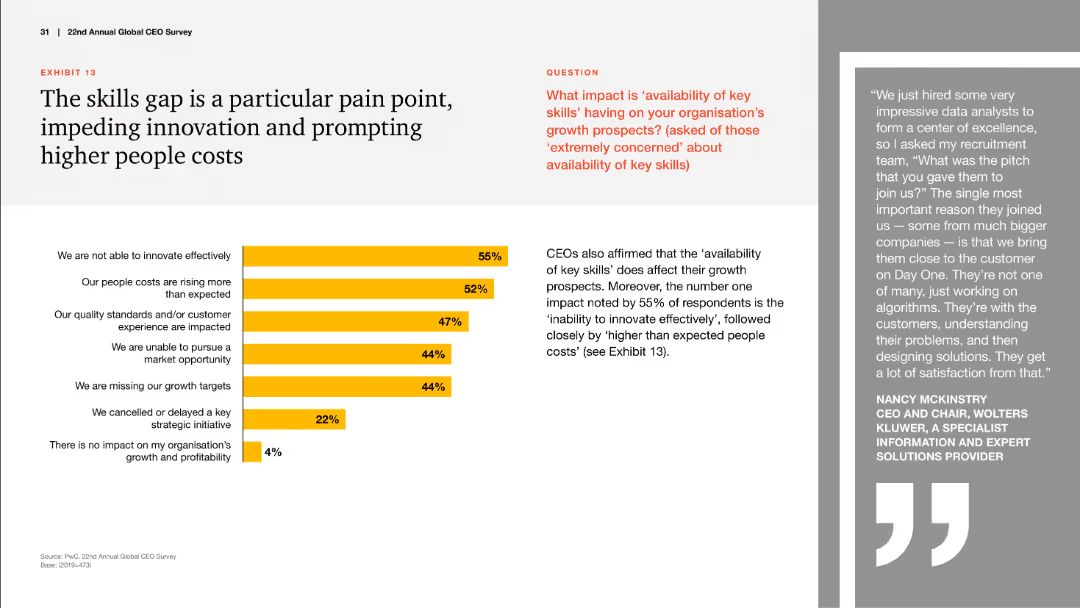 31 | 22nd Annual Global CEO Survey
EXHIBIT 13
The skills gap is a particular pain point,
impeding innovation and prompting
higher people costs
QUESTION
What impact is ‘availability of key
skills’ having on your organisation’s
growth prospects? (asked of those
‘extremely concerned’ about
availability of key skills)
We are not able to innovate effectively 55%
Our people costs are rising more
than expected 52%
Our quality standards and/or customer
experience are impacted 47%
We are unable to pursue a
market opportunity 44%
We are missing our growth targets 44%
We cancelled or delayed a key
strategic initiative 22%
There is no impact on my organisation’s
growth and profitability 4%
CEOs also affirmed that the ‘availability
of key skills’ does affect their growth
prospects. Moreover, the number one
impact noted by 55% of respondents is the
‘inability to innovate effectively’, followed
closely by ‘higher than expected people
costs’ (see Exhibit 13).
Source: PwC, 22nd Annual Global CEO Survey
Base: (2019=473)
“We just hired some very
impressive data analysts to
form a center of excellence,
so I asked my recruitment
team, “What was the pitch
that you gave them to
join us?” The single most
important reason they joined
us — some from much bigger
companies — is that we bring
them close to the customer
on Day One. They’re not one
of many, just working on
algorithms. They’re with the
customers, understanding
their problems, and then
designing solutions. They get
a lot of satisfaction from that.”
NANCY MCKINSTRY
CEO AND CHAIR, WOLTERS
KLUWER, A SPECIALIST
INFORMATION AND EXPERT
SOLUTIONS PROVIDER